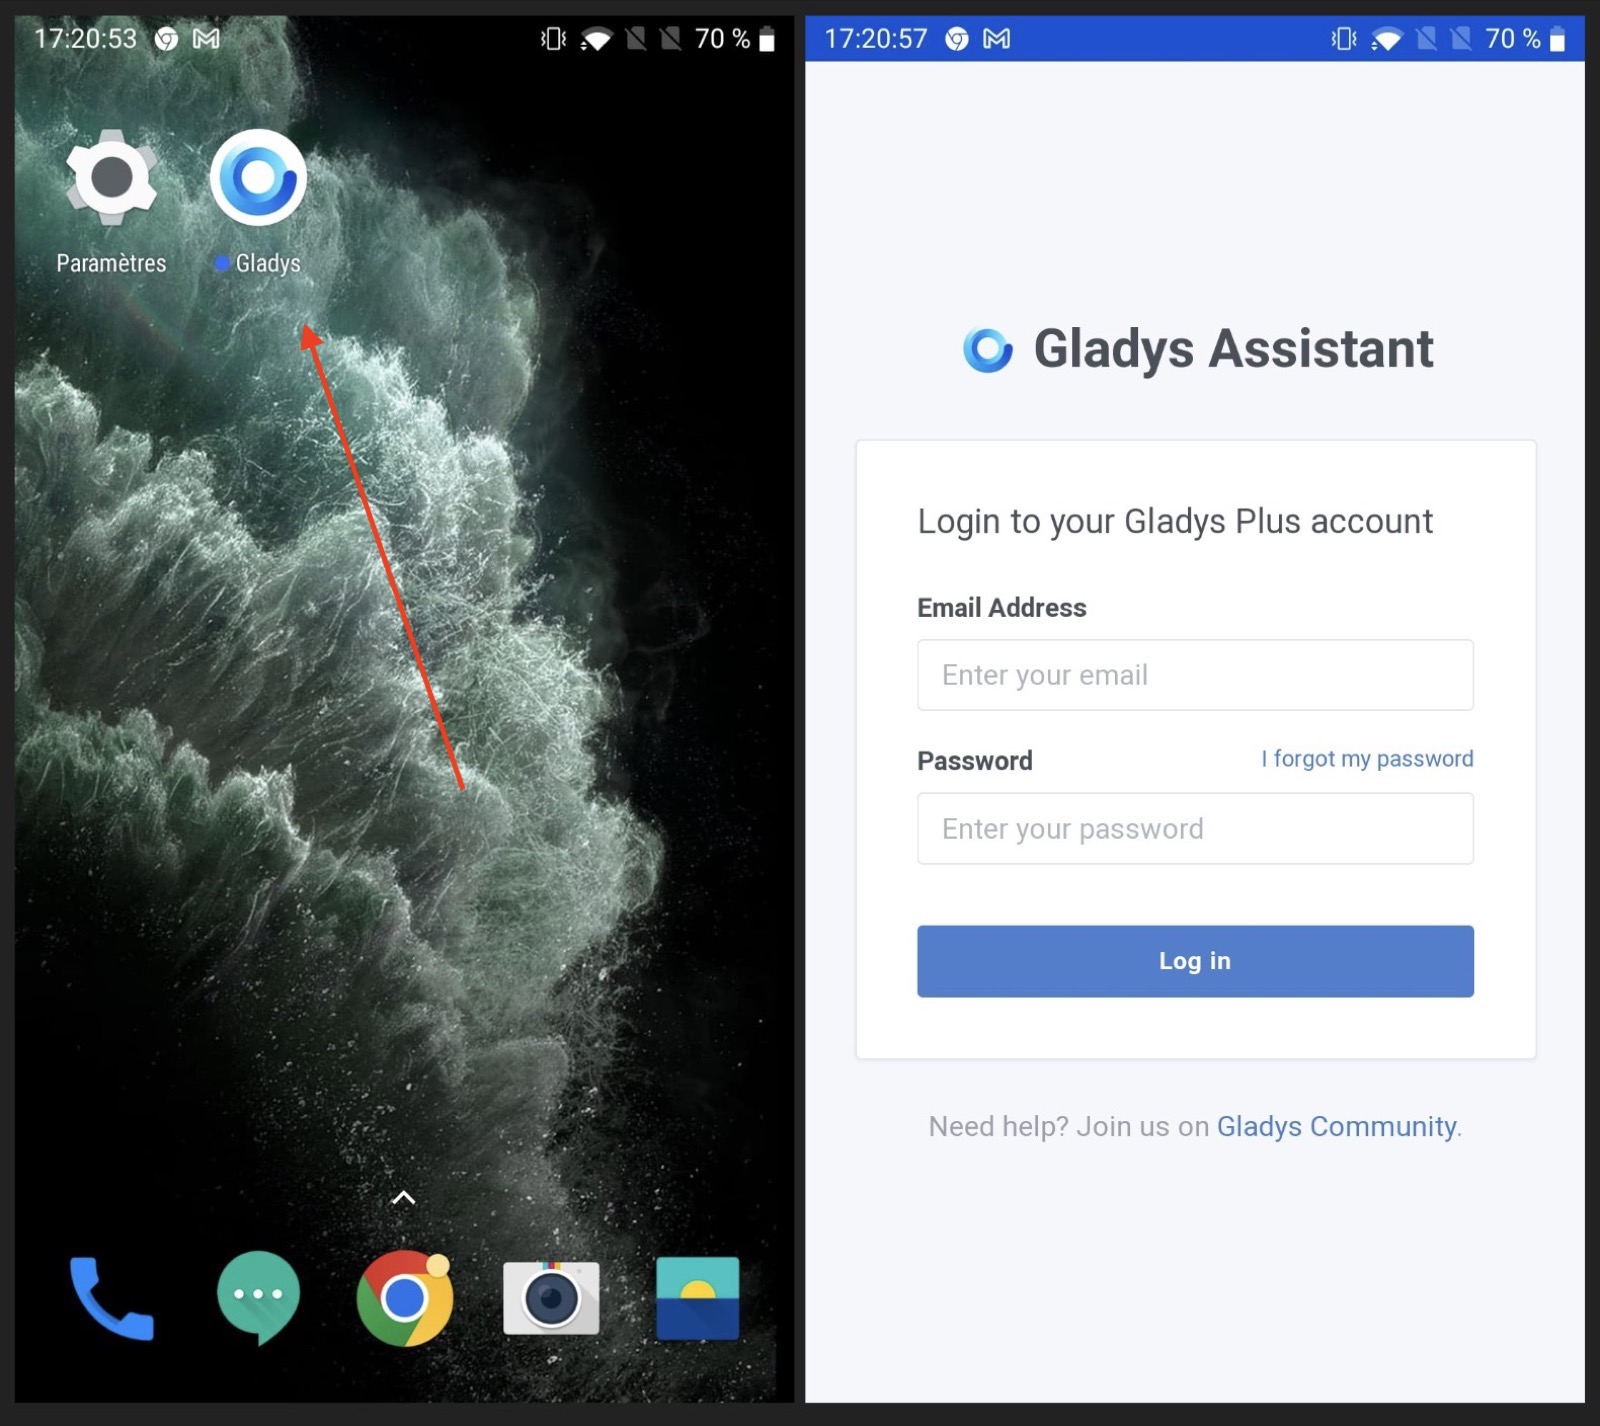 17:20:53
70 %
Paramètres
Gladys
17:20:57
70 %
Gladys Assistant
Login to your Gladys Plus account
Email Address
Enter your email
Password
I forgot my password
Enter your password
Log in
Need help? Join us on Gladys Community.